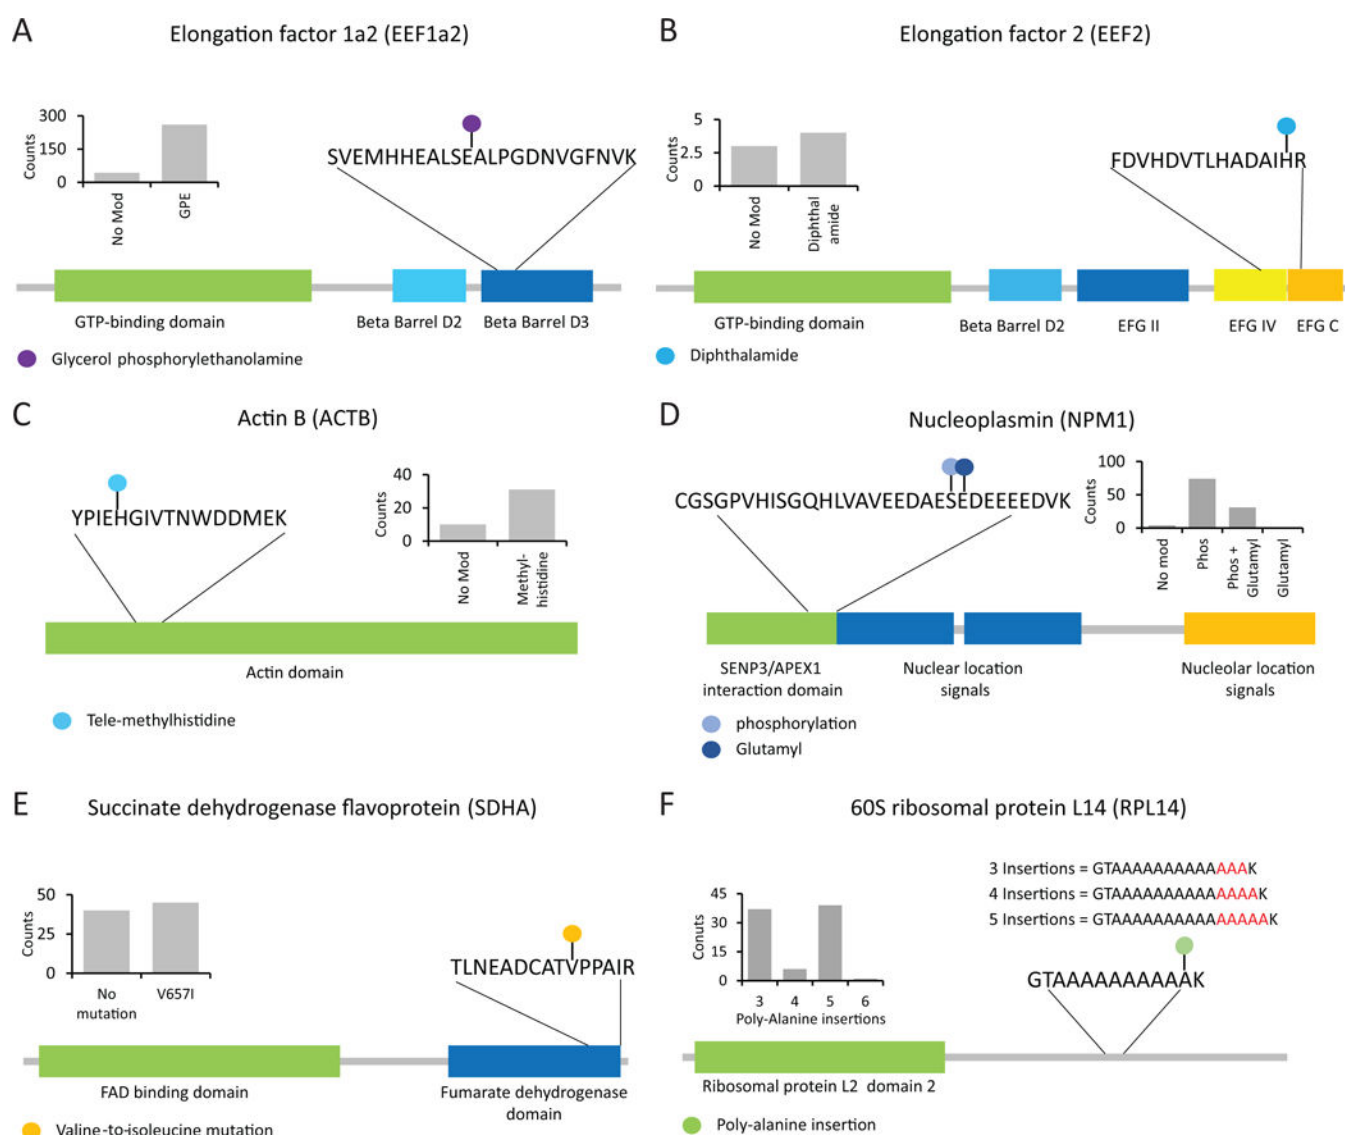 A
Elongation factor 1a2 (EEF1a2)
300
150
0
Counts
No Mod
GPE
SVEMHHEALSEALPGDNVGFNVK
GTP-binding domain
Beta Barrel D2
Beta Barrel D3
Glycerol phosphorylethanolamine
B
Elongation factor 2 (EEF2)
5
2.5
0
Counts
No Mod
Diphthal
amide
FDVHDVTLHADAIHR
GTP-binding domain
Beta Barrel D2
EFG II
EFG IV
EFG C
Diphthalamide
C
Actin B (ACTB)
YPIEHGIVTNWDDMEK
40
20
0
Counts
No Mod
Methyl-
histidine
Actin domain
Tele-methylhistidine
D
Nucleoplasmin (NPM1)
CGSGPVHISGQHLVAVEEDAESEDEEEEDVK
100
50
0
Counts
No mod
Phos
Phos +
Glutamyl
Glutamyl
SENP3/APEX1
interaction domain
Nuclear location
signals
Nucleolar location
signals
phosphorylation
Glutamyl
E
Succinate dehydrogenase flavoprotein (SDHA)
50
25
0
Counts
No
mutation
V657I
TLNEADCATVPPAIR
FAD binding domain
Fumarate dehydrogenase
domain
Valine-to-isoleucine mutation
F
60S ribosomal protein L14 (RPL14)
3 Insertions = GTAAAAAAAAAAAAAK
4 Insertions = GTAAAAAAAAAAAAAAK
5 Insertions = GTAAAAAAAAAAAAAAAK
45
30
15
0
Conuts
3 4 5 6
Poly-Alanine insertions
GTAAAAAAAAAAK
Ribosomal protein L2 domain 2
Poly-alanine insertion